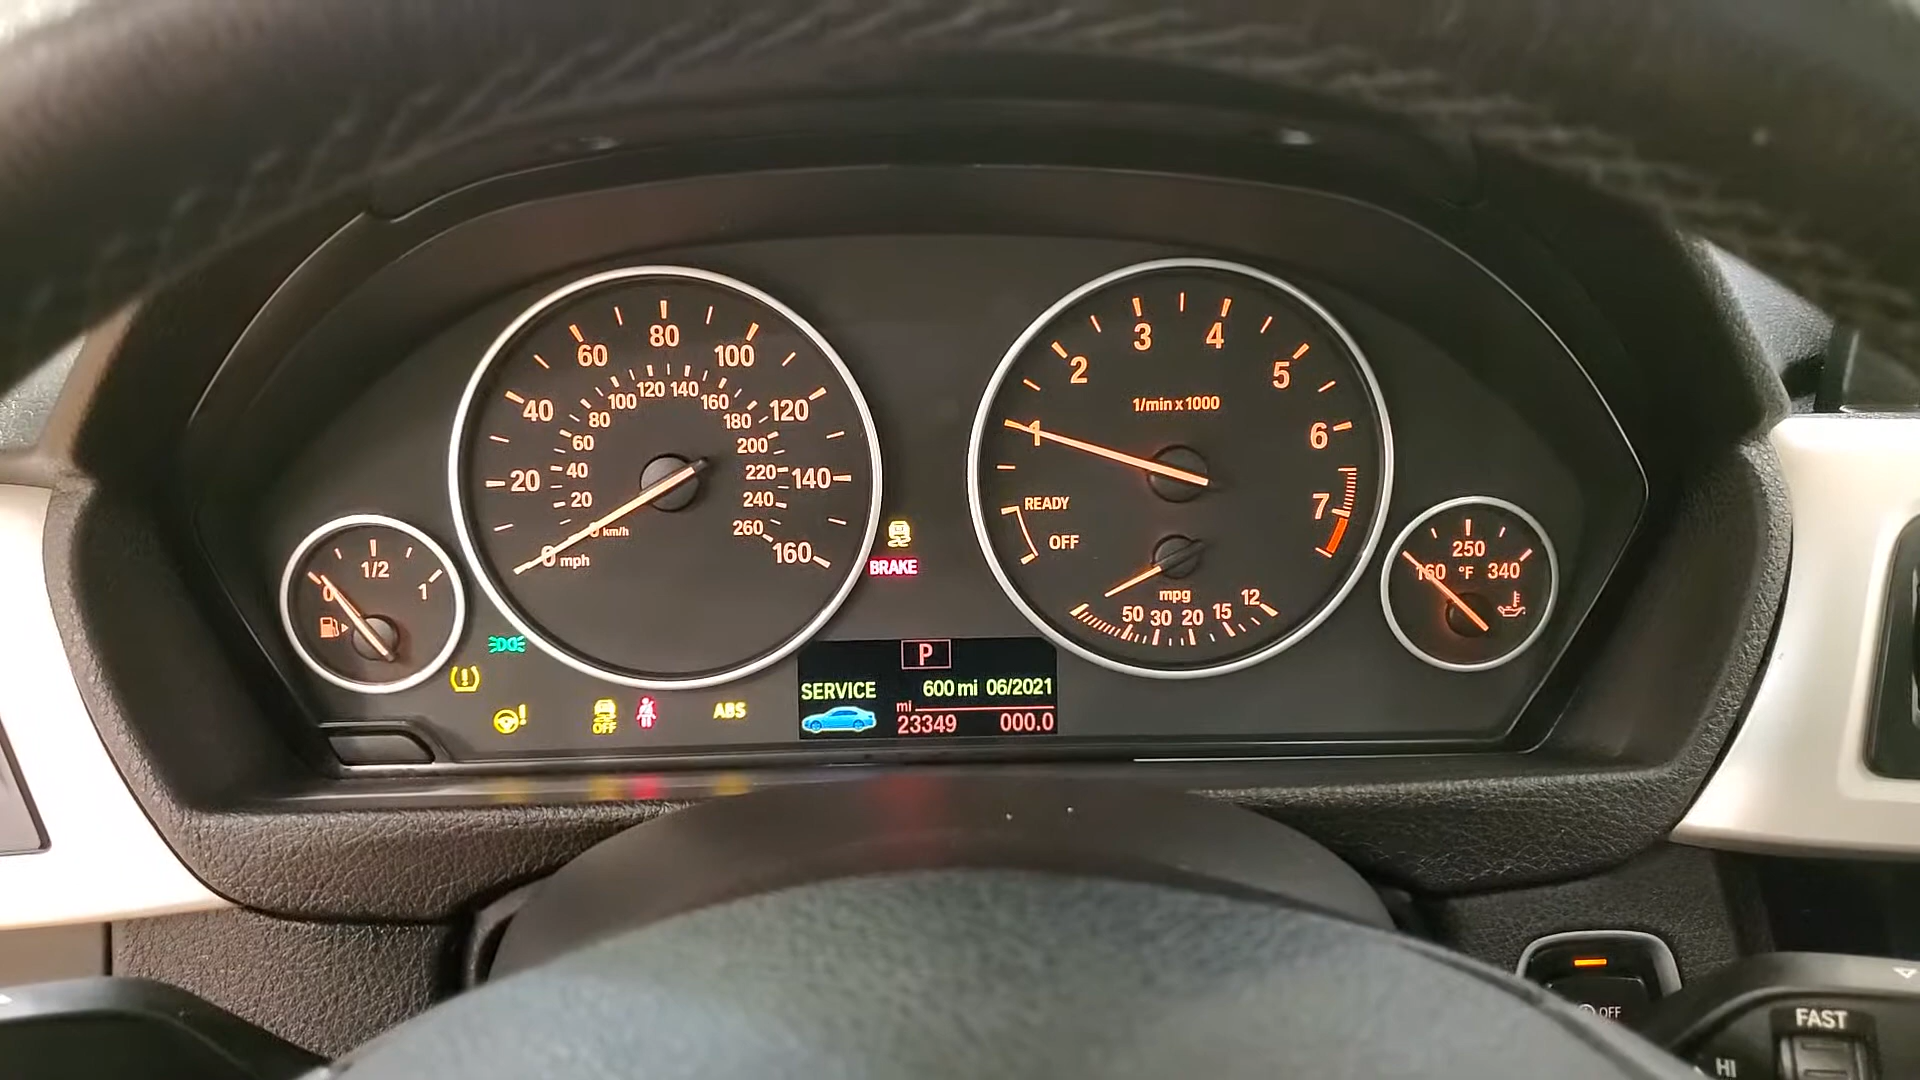 80
60
100
40
120
20
140
0 mph
160
120
140
100
160
80
180
60
200
40
220
20
240
0 km/h
260
3
4
2
5
1/min x 1000
1
6
READY
7
OFF
mpg
50 30 20 15 12
1/2
0
1
250
160 °F 340
BRAKE
OFF
ABS
P
SERVICE 600 mi 06/2021
mi
23349 000.0
OFF
FAST
HI